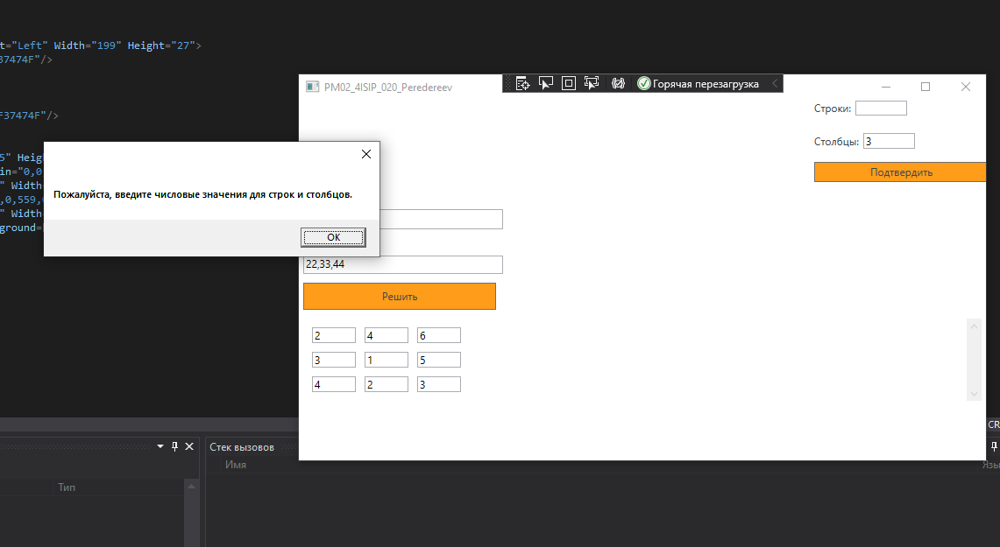 t="Left" Width="199" Height="27">
37474F"/>
PM02_4ISIP_020_Peredereev
Горячая перезагрузка
Строки:
F37474F"/>
Столбцы: 3
5" Heig
in="0,0
Подтвердить
" Width
,0,559,
" Width
ground=
Пожалуйста, введите числовые значения для строк и столбцов.
OK
22,33,44
Решить
2 4 6
3 1 5
4 2 3
CR
Стек вызовов
Имя
Язы
Тип